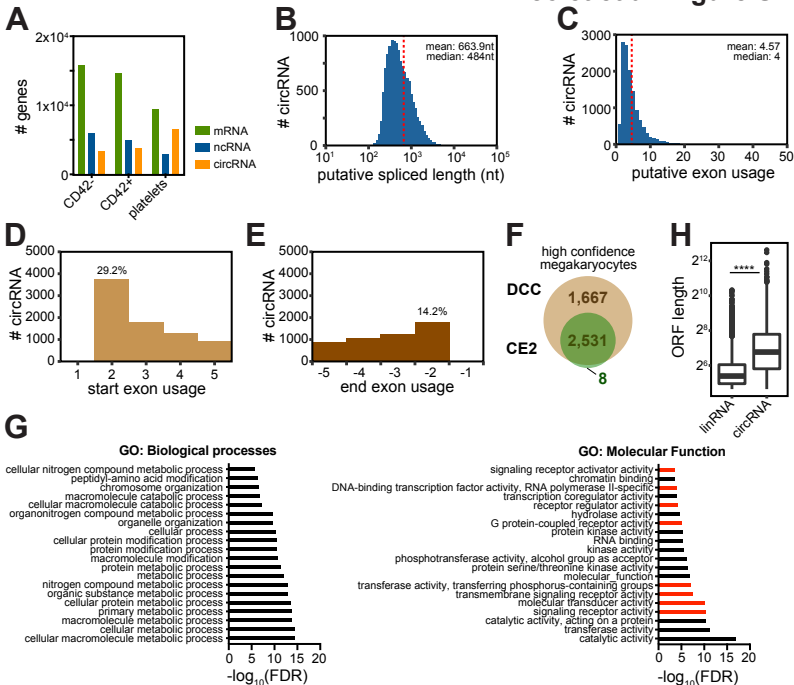 A
2x10⁴
1x10⁴
0
# genes
CD42-
CD42+
platelets
mRNA
ncRNA
circRNA
B
1000
500
0
# circRNA
mean: 663.9nt
median: 484nt
10¹ 10² 10³ 10⁴ 10⁵
putative spliced length (nt)
C
3000
2000
1000
0
# circRNA
mean: 4.57
median: 4
0 10 20 30 40 50
putative exon usage
D
5000
4000
3000
2000
1000
0
# circRNA
29.2%
1 2 3 4 5
start exon usage
E
5000
4000
3000
2000
1000
0
# circRNA
14.2%
-5 -4 -3 -2 -1
end exon usage
F
high confidence
megakaryocytes
DCC
1,667
CE2
2,531
8
H
2¹²
2¹⁰
2⁸
2⁶
ORF length
****
linRNA
circRNA
G
GO: Biological processes
cellular nitrogen compound metabolic process
peptidyl-amino acid modification
chromosome organization
macromolecule catabolic process
cellular macromolecule catabolic process
organonitrogen compound metabolic process
organelle organization
cellular process
cellular protein modification process
protein modification process
macromolecule modification
protein metabolic process
metabolic process
nitrogen compound metabolic process
organic substance metabolic process
cellular protein metabolic process
primary metabolic process
macromolecule metabolic process
cellular metabolic process
cellular macromolecule metabolic process
0 5 10 15 20
-log₁₀(FDR)
GO: Molecular Function
signaling receptor activator activity
chromatin binding
DNA-binding transcription factor activity, RNA polymerase II-specific
transcription coregulator activity
receptor regulator activity
hydrolase activity
G protein-coupled receptor activity
protein kinase activity
RNA binding
kinase activity
phosphotransferase activity, alcohol group as acceptor
protein serine/threonine kinase activity
molecular_function
transferase activity, transferring phosphorus-containing groups
transmembrane signaling receptor activity
molecular transducer activity
signaling receptor activity
catalytic activity, acting on a protein
transferase activity
catalytic activity
0 5 10 15 20
-log₁₀(FDR)